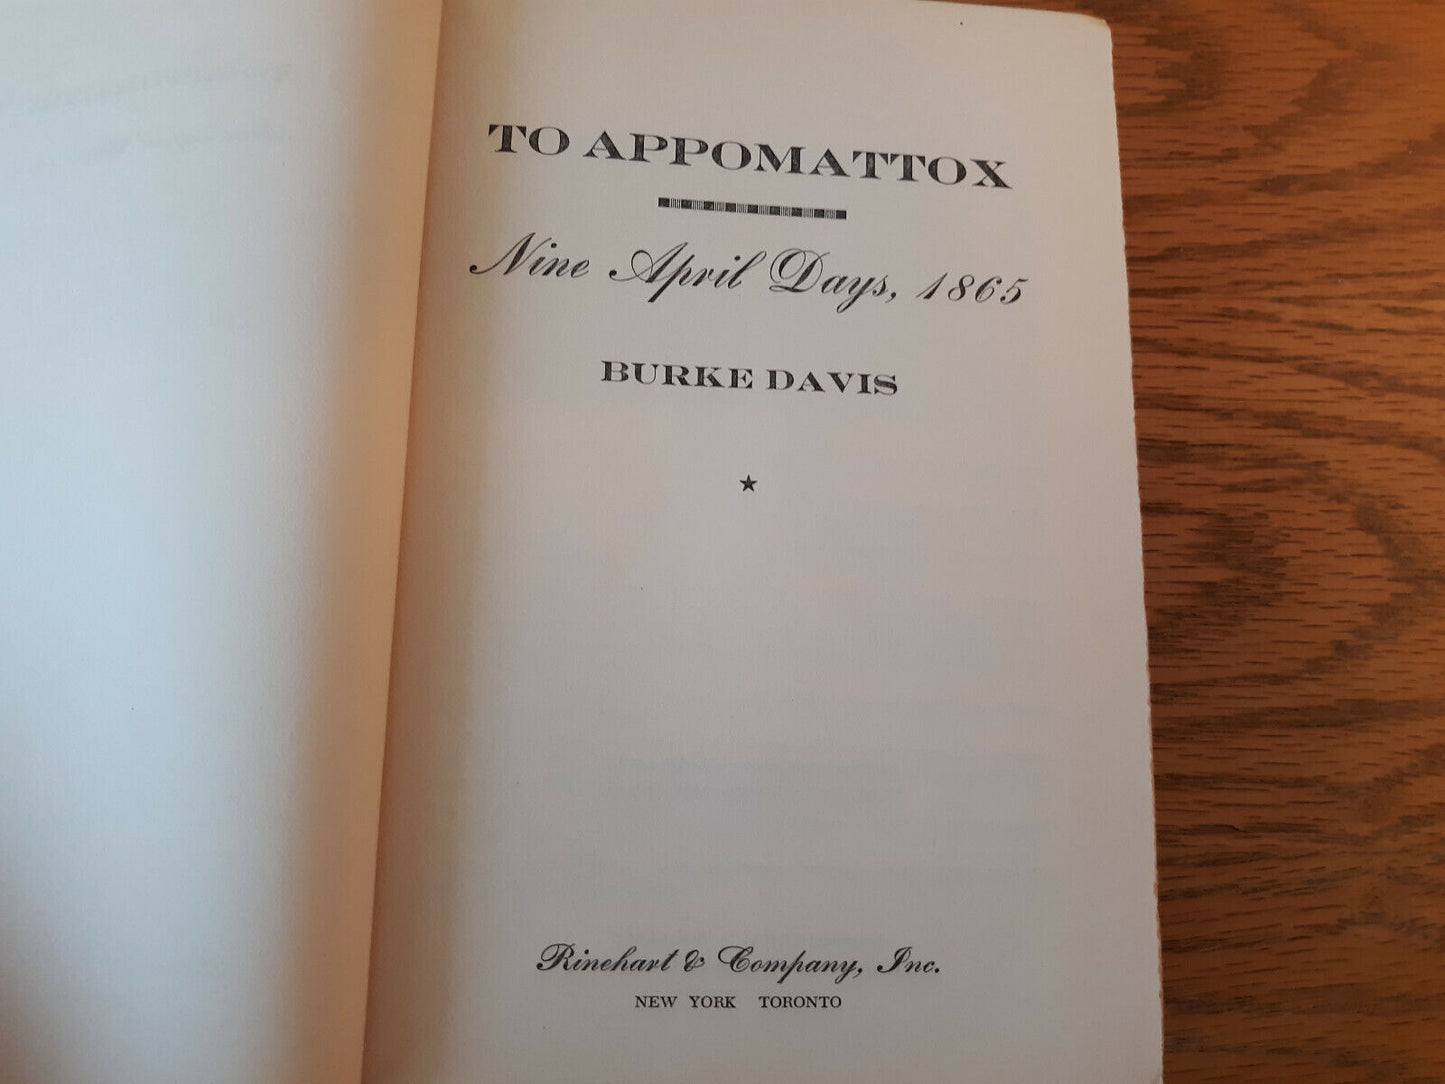 TO APPOMATTOX
Nine April Days, 1865
BURKE DAVIS
Rinehart & Company, Inc.
NEW YORK TORONTO